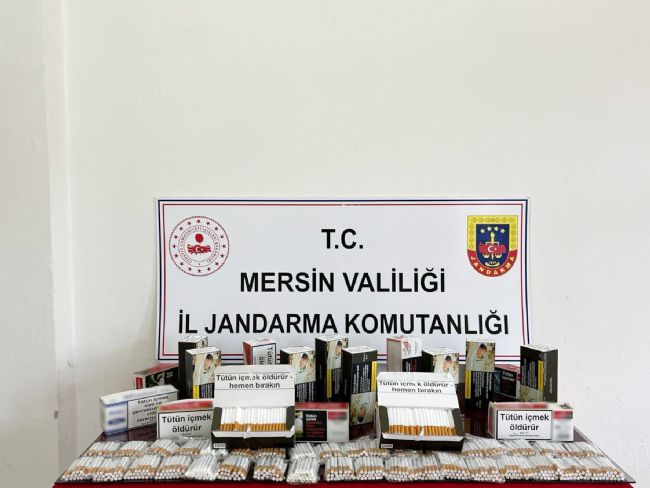 T.C.
MERSİN VALİLİĞİ
İL JANDARMA KOMUTANLIĞI
JANDARMA
Tütün içmek öldürür -
hemen bırakın
Tütün içmek öldürür -
hemen bırakın
Tütün içmek
öldürür
Tütün içmek
öldürür